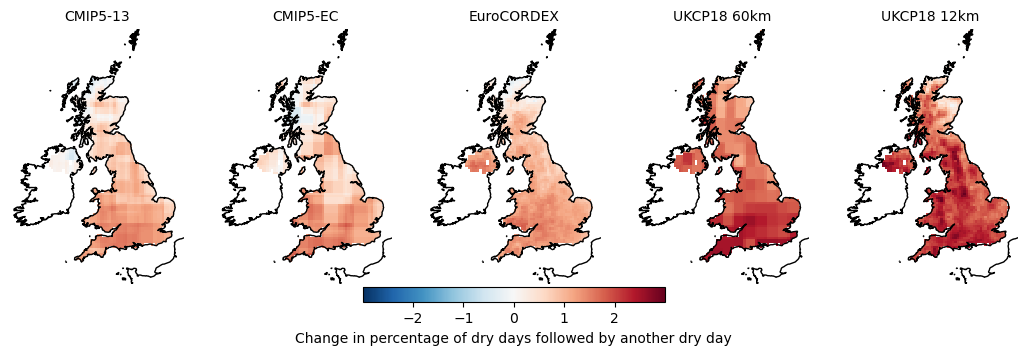 CMIP5-13 CMIP5-EC EuroCORDEX UKCP18 60km UKCP18 12km
−2 −1 0 1 2
Change in percentage of dry days followed by another dry day